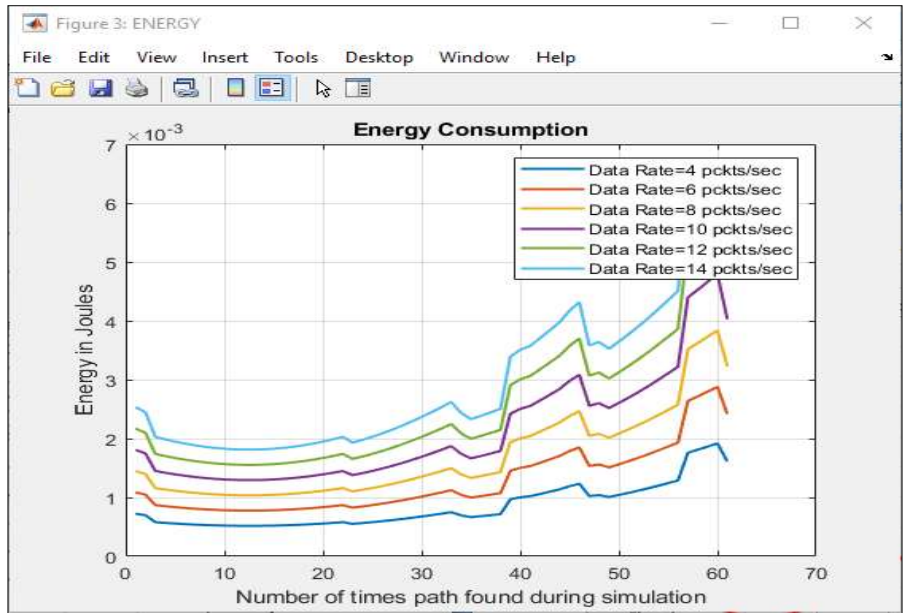 Figure 3: ENERGY
File Edit View Insert Tools Desktop Window Help
×10-3
Energy Consumption
7
6
5
4
3
2
1
0
Energy in Joules
Data Rate=4 pckts/sec
Data Rate=6 pckts/sec
Data Rate=8 pckts/sec
Data Rate=10 pckts/sec
Data Rate=12 pckts/sec
Data Rate=14 pckts/sec
0 10 20 30 40 50 60 70
Number of times path found during simulation